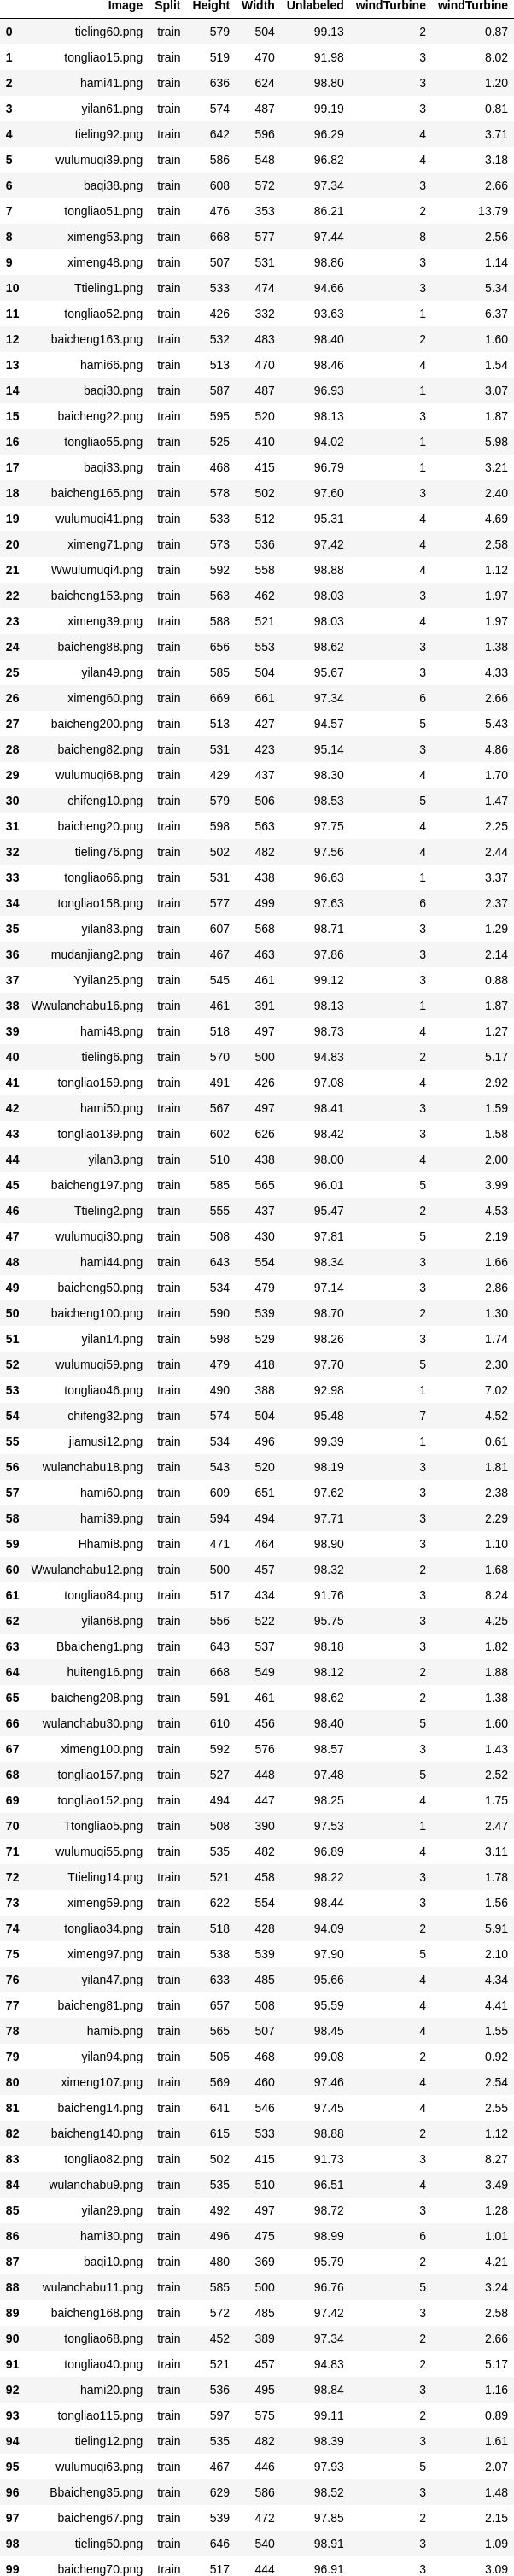 Image Split Height Width Unlabeled windTurbine windTurbine
0 tieling60.png train 579 504 99.13 2 0.87
1 tongliao15.png train 519 470 91.98 3 8.02
2 hami41.png train 636 624 98.80 3 1.20
3 yilan61.png train 574 487 99.19 3 0.81
4 tieling92.png train 642 596 96.29 4 3.71
5 wulumuqi39.png train 586 548 96.82 4 3.18
6 baqi38.png train 608 572 97.34 3 2.66
7 tongliao51.png train 476 353 86.21 2 13.79
8 ximeng53.png train 668 577 97.44 8 2.56
9 ximeng48.png train 507 531 98.86 3 1.14
10 Ttieling1.png train 533 474 94.66 3 5.34
11 tongliao52.png train 426 332 93.63 1 6.37
12 baicheng163.png train 532 483 98.40 2 1.60
13 hami66.png train 513 470 98.46 4 1.54
14 baqi30.png train 587 487 96.93 1 3.07
15 baicheng22.png train 595 520 98.13 3 1.87
16 tongliao55.png train 525 410 94.02 1 5.98
17 baqi33.png train 468 415 96.79 1 3.21
18 baicheng165.png train 578 502 97.60 3 2.40
19 wulumuqi41.png train 533 512 95.31 4 4.69
20 ximeng71.png train 573 536 97.42 4 2.58
21 Wwulumuqi4.png train 592 558 98.88 4 1.12
22 baicheng153.png train 563 462 98.03 3 1.97
23 ximeng39.png train 588 521 98.03 4 1.97
24 baicheng88.png train 656 553 98.62 3 1.38
25 yilan49.png train 585 504 95.67 3 4.33
26 ximeng60.png train 669 661 97.34 6 2.66
27 baicheng200.png train 513 427 94.57 5 5.43
28 baicheng82.png train 531 423 95.14 3 4.86
29 wulumuqi68.png train 429 437 98.30 4 1.70
30 chifeng10.png train 579 506 98.53 5 1.47
31 baicheng20.png train 598 563 97.75 4 2.25
32 tieling76.png train 502 482 97.56 4 2.44
33 tongliao66.png train 531 438 96.63 1 3.37
34 tongliao158.png train 577 499 97.63 6 2.37
35 yilan83.png train 607 568 98.71 3 1.29
36 mudanjiang2.png train 467 463 97.86 3 2.14
37 Yyilan25.png train 545 461 99.12 3 0.88
38 Wwulanchabu16.png train 461 391 98.13 1 1.87
39 hami48.png train 518 497 98.73 4 1.27
40 tieling6.png train 570 500 94.83 2 5.17
41 tongliao159.png train 491 426 97.08 4 2.92
42 hami50.png train 567 497 98.41 3 1.59
43 tongliao139.png train 602 626 98.42 3 1.58
44 yilan3.png train 510 438 98.00 4 2.00
45 baicheng197.png train 585 565 96.01 5 3.99
46 Ttieling2.png train 555 437 95.47 2 4.53
47 wulumuqi30.png train 508 430 97.81 5 2.19
48 hami44.png train 643 554 98.34 3 1.66
49 baicheng50.png train 534 479 97.14 3 2.86
50 baicheng100.png train 590 539 98.70 2 1.30
51 yilan14.png train 598 529 98.26 3 1.74
52 wulumuqi59.png train 479 418 97.70 5 2.30
53 tongliao46.png train 490 388 92.98 1 7.02
54 chifeng32.png train 574 504 95.48 7 4.52
55 jiamusi12.png train 534 496 99.39 1 0.61
56 wulanchabu18.png train 543 520 98.19 3 1.81
57 hami60.png train 609 651 97.62 3 2.38
58 hami39.png train 594 494 97.71 3 2.29
59 Hhami8.png train 471 464 98.90 3 1.10
60 Wwulanchabu12.png train 500 457 98.32 2 1.68
61 tongliao84.png train 517 434 91.76 3 8.24
62 yilan68.png train 556 522 95.75 3 4.25
63 Bbaicheng1.png train 643 537 98.18 3 1.82
64 huiteng16.png train 668 549 98.12 2 1.88
65 baicheng208.png train 591 461 98.62 2 1.38
66 wulanchabu30.png train 610 456 98.40 5 1.60
67 ximeng100.png train 592 576 98.57 3 1.43
68 tongliao157.png train 527 448 97.48 5 2.52
69 tongliao152.png train 494 447 98.25 4 1.75
70 Ttongliao5.png train 508 390 97.53 1 2.47
71 wulumuqi55.png train 535 482 96.89 4 3.11
72 Ttieling14.png train 521 458 98.22 3 1.78
73 ximeng59.png train 622 554 98.44 3 1.56
74 tongliao34.png train 518 428 94.09 2 5.91
75 ximeng97.png train 538 539 97.90 5 2.10
76 yilan47.png train 633 485 95.66 4 4.34
77 baicheng81.png train 657 508 95.59 4 4.41
78 hami5.png train 565 507 98.45 4 1.55
79 yilan94.png train 505 468 99.08 2 0.92
80 ximeng107.png train 569 460 97.46 4 2.54
81 baicheng14.png train 641 546 97.45 4 2.55
82 baicheng140.png train 615 533 98.88 2 1.12
83 tongliao82.png train 502 415 91.73 3 8.27
84 wulanchabu9.png train 535 510 96.51 4 3.49
85 yilan29.png train 492 497 98.72 3 1.28
86 hami30.png train 496 475 98.99 6 1.01
87 baqi10.png train 480 369 95.79 2 4.21
88 wulanchabu11.png train 585 500 96.76 5 3.24
89 baicheng168.png train 572 485 97.42 3 2.58
90 tongliao68.png train 452 389 97.34 2 2.66
91 tongliao40.png train 521 457 94.83 2 5.17
92 hami20.png train 536 495 98.84 3 1.16
93 tongliao115.png train 597 575 99.11 2 0.89
94 tieling12.png train 535 482 98.39 3 1.61
95 wulumuqi63.png train 467 446 97.93 5 2.07
96 Bbaicheng35.png train 629 586 98.52 3 1.48
97 baicheng67.png train 539 472 97.85 2 2.15
98 tieling50.png train 646 540 98.91 3 1.09
99 baicheng70.png train 517 444 96.91 3 3.09